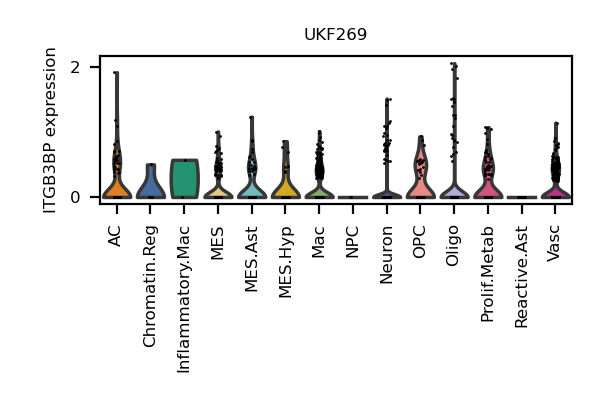 UKF269
ITGB3BP expression
2
0
AC
Chromatin.Reg
Inflammatory.Mac
MES
MES.Ast
MES.Hyp
Mac
NPC
Neuron
OPC
Oligo
Prolif.Metab
Reactive.Ast
Vasc